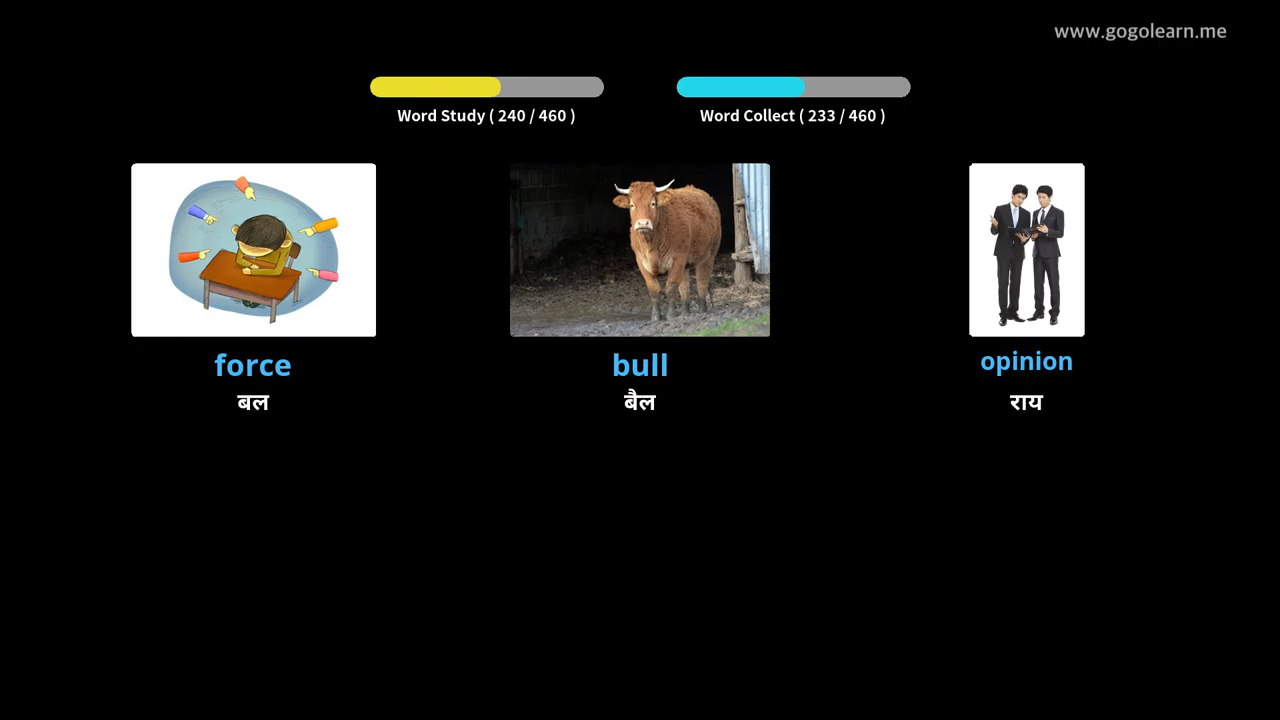 www.gogolearn.me
Word Study ( 240 / 460 )
Word Collect ( 233 / 460 )
force
बल
bull
बैल
opinion
राय